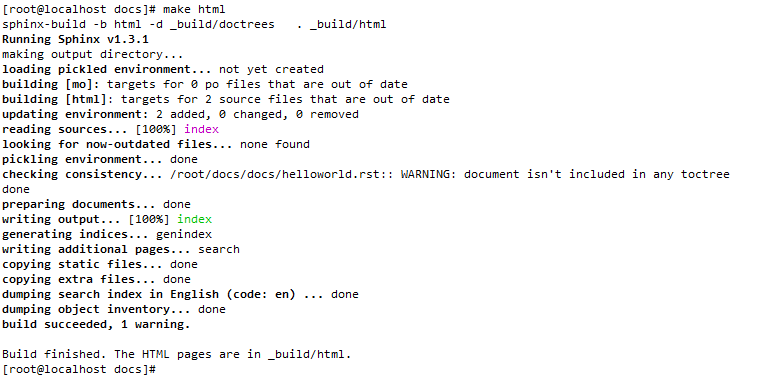 [root@localhost docs]# make html
sphinx-build -b html -d _build/doctrees   . _build/html
Running Sphinx v1.3.1
making output directory...
loading pickled environment... not yet created
building [mo]: targets for 0 po files that are out of date
building [html]: targets for 2 source files that are out of date
updating environment: 2 added, 0 changed, 0 removed
reading sources... [100%] index
looking for now-outdated files... none found
pickling environment... done
checking consistency... /root/docs/docs/helloworld.rst:: WARNING: document isn't included in any toctree
done
preparing documents... done
writing output... [100%] index
generating indices... genindex
writing additional pages... search
copying static files... done
copying extra files... done
dumping search index in English (code: en) ... done
dumping object inventory... done
build succeeded, 1 warning.

Build finished. The HTML pages are in _build/html.
[root@localhost docs]#